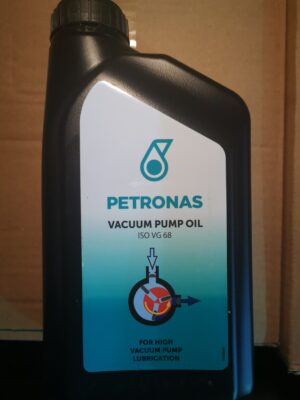 PETRONAS
VACUUM PUMP OIL
ISO VG 68
FOR HIGH
VACUUM PUMP
LUBRICATION